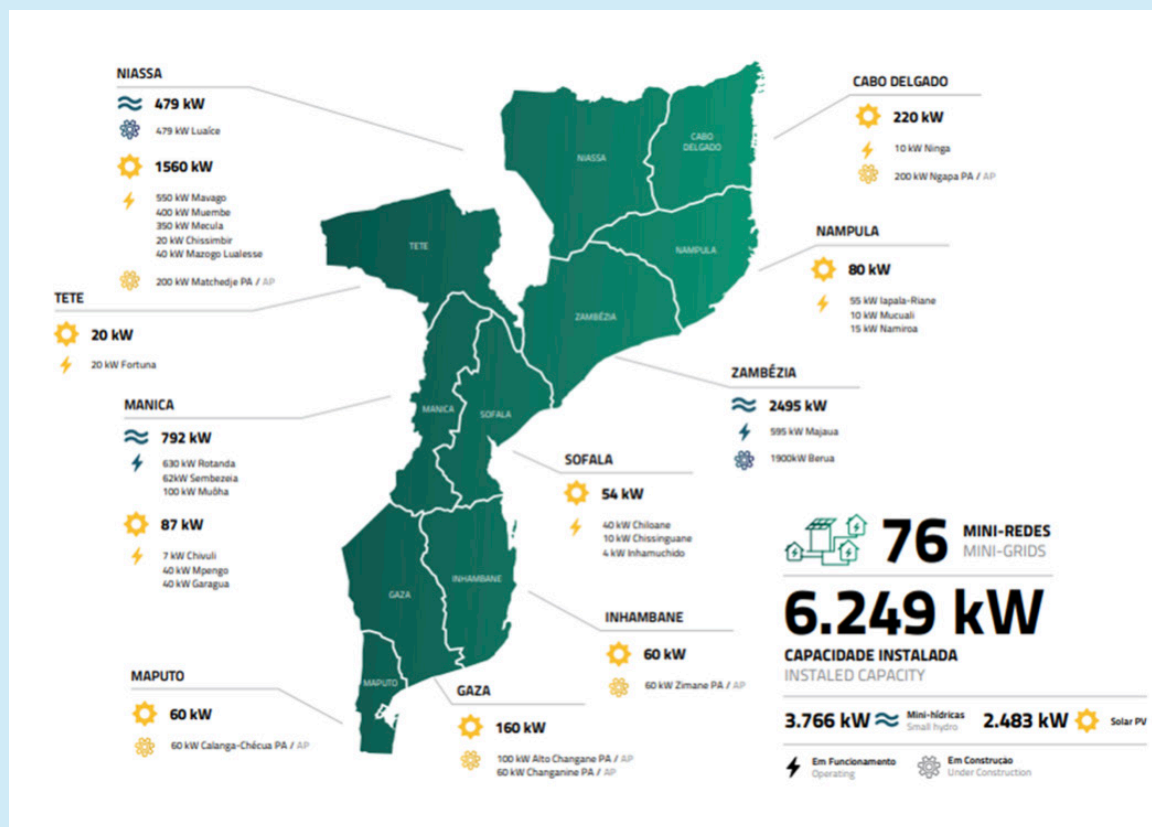 NIASSA
479 kW
479 kW Luaíce
1560 kW
550 kW Mavago
400 kW Muembe
350 kW Mecula
20 kW Chissimbir
40 kW Mazogo Lualesse
200 kW Matchedje PA / AP
TETE
20 kW
20 kW Fortuna
MANICA
792 kW
630 kW Rotanda
62kW Sembezeia
100 kW Muôha
87 kW
7 kW Chivuli
40 kW Mpengo
40 kW Garagua
MAPUTO
60 kW
60 kW Calanga-Chécua PA / AP
GAZA
160 kW
100 kW Alto Changane PA / AP
60 kW Changanine PA / AP
INHAMBANE
60 kW
60 kW Zimane PA / AP
SOFALA
54 kW
40 kW Chiloane
10 kW Chissinguane
4 kW Inhamuchido
ZAMBÉZIA
2495 kW
595 kW Majaua
1900kW Berua
NAMPULA
80 kW
55 kW Iapala-Riane
10 kW Mucuali
15 kW Namiroa
CABO DELGADO
220 kW
10 kW Ninga
200 kW Ngapa PA / AP
NIASSA
CABO
DELGADO
NAMPULA
TETE
ZAMBÉZIA
MANICA
SOFALA
GAZA
INHAMBANE
MAPUTO
76 MINI-REDES
MINI-GRIDS
6.249 kW
CAPACIDADE INSTALADA
INSTALED CAPACITY
3.766 kW Mini-hídricas
Small hydro
2.483 kW Solar PV
Em Funcionamento
Operating
Em Construção
Under Construction